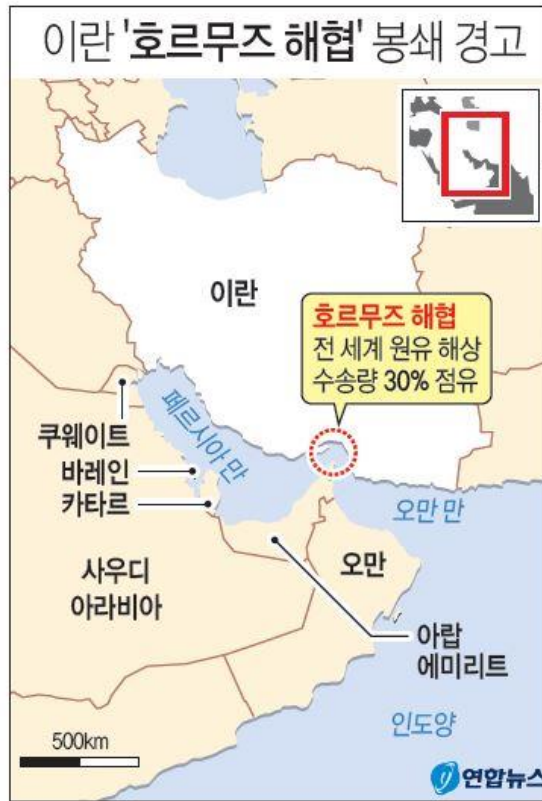 이란 '호르무즈 해협' 봉쇄 경고
이란
호르무즈 해협
전 세계 원유 해상
수송량 30% 점유
페르시아 만
쿠웨이트
바레인
카타르
오만 만
사우디
아라비아
오만
아랍
에미리트
인도양
500km
연합뉴스